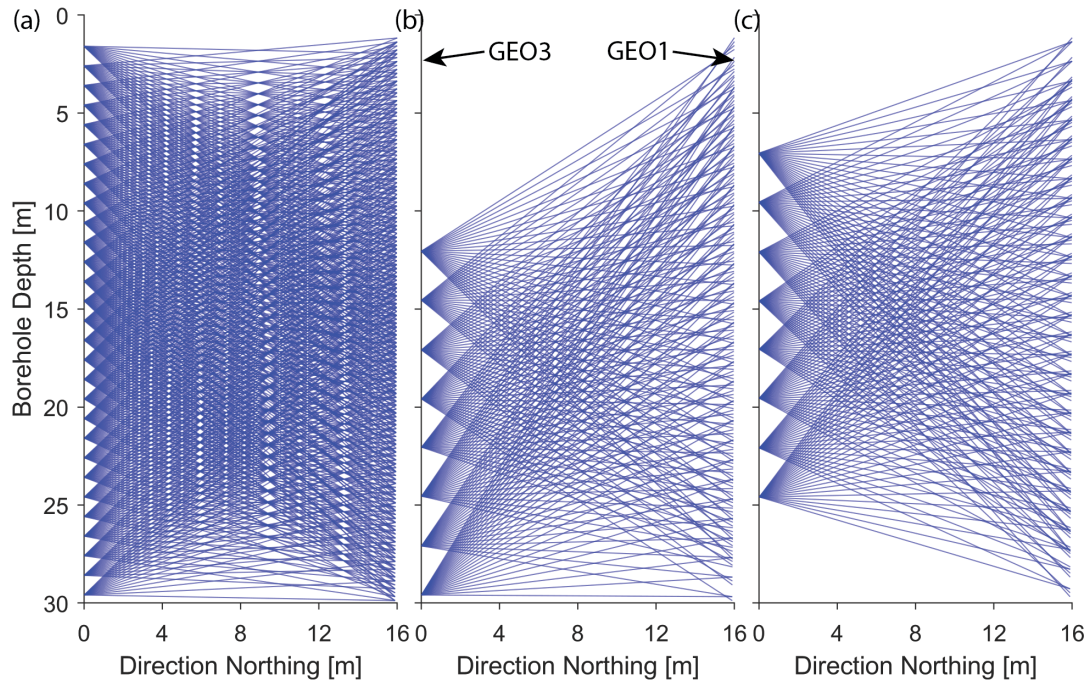 (a)
(b)
(c)
GEO3
GEO1
Borehole Depth [m]
0
5
10
15
20
25
30
0 4 8 12 16
0 4 8 12 16
0 4 8 12 16
Direction Northing [m]
Direction Northing [m]
Direction Northing [m]